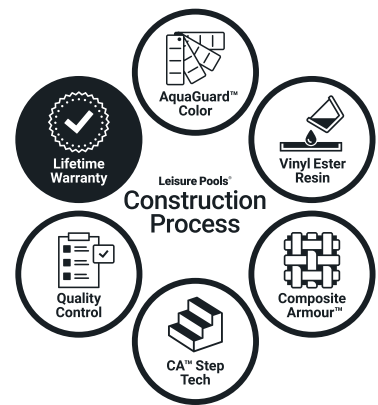 AquaGuard™
Color
Lifetime
Warranty
Vinyl Ester
Resin
Leisure Pools®
Construction
Process
Quality
Control
Composite
Armour™
CA™ Step
Tech